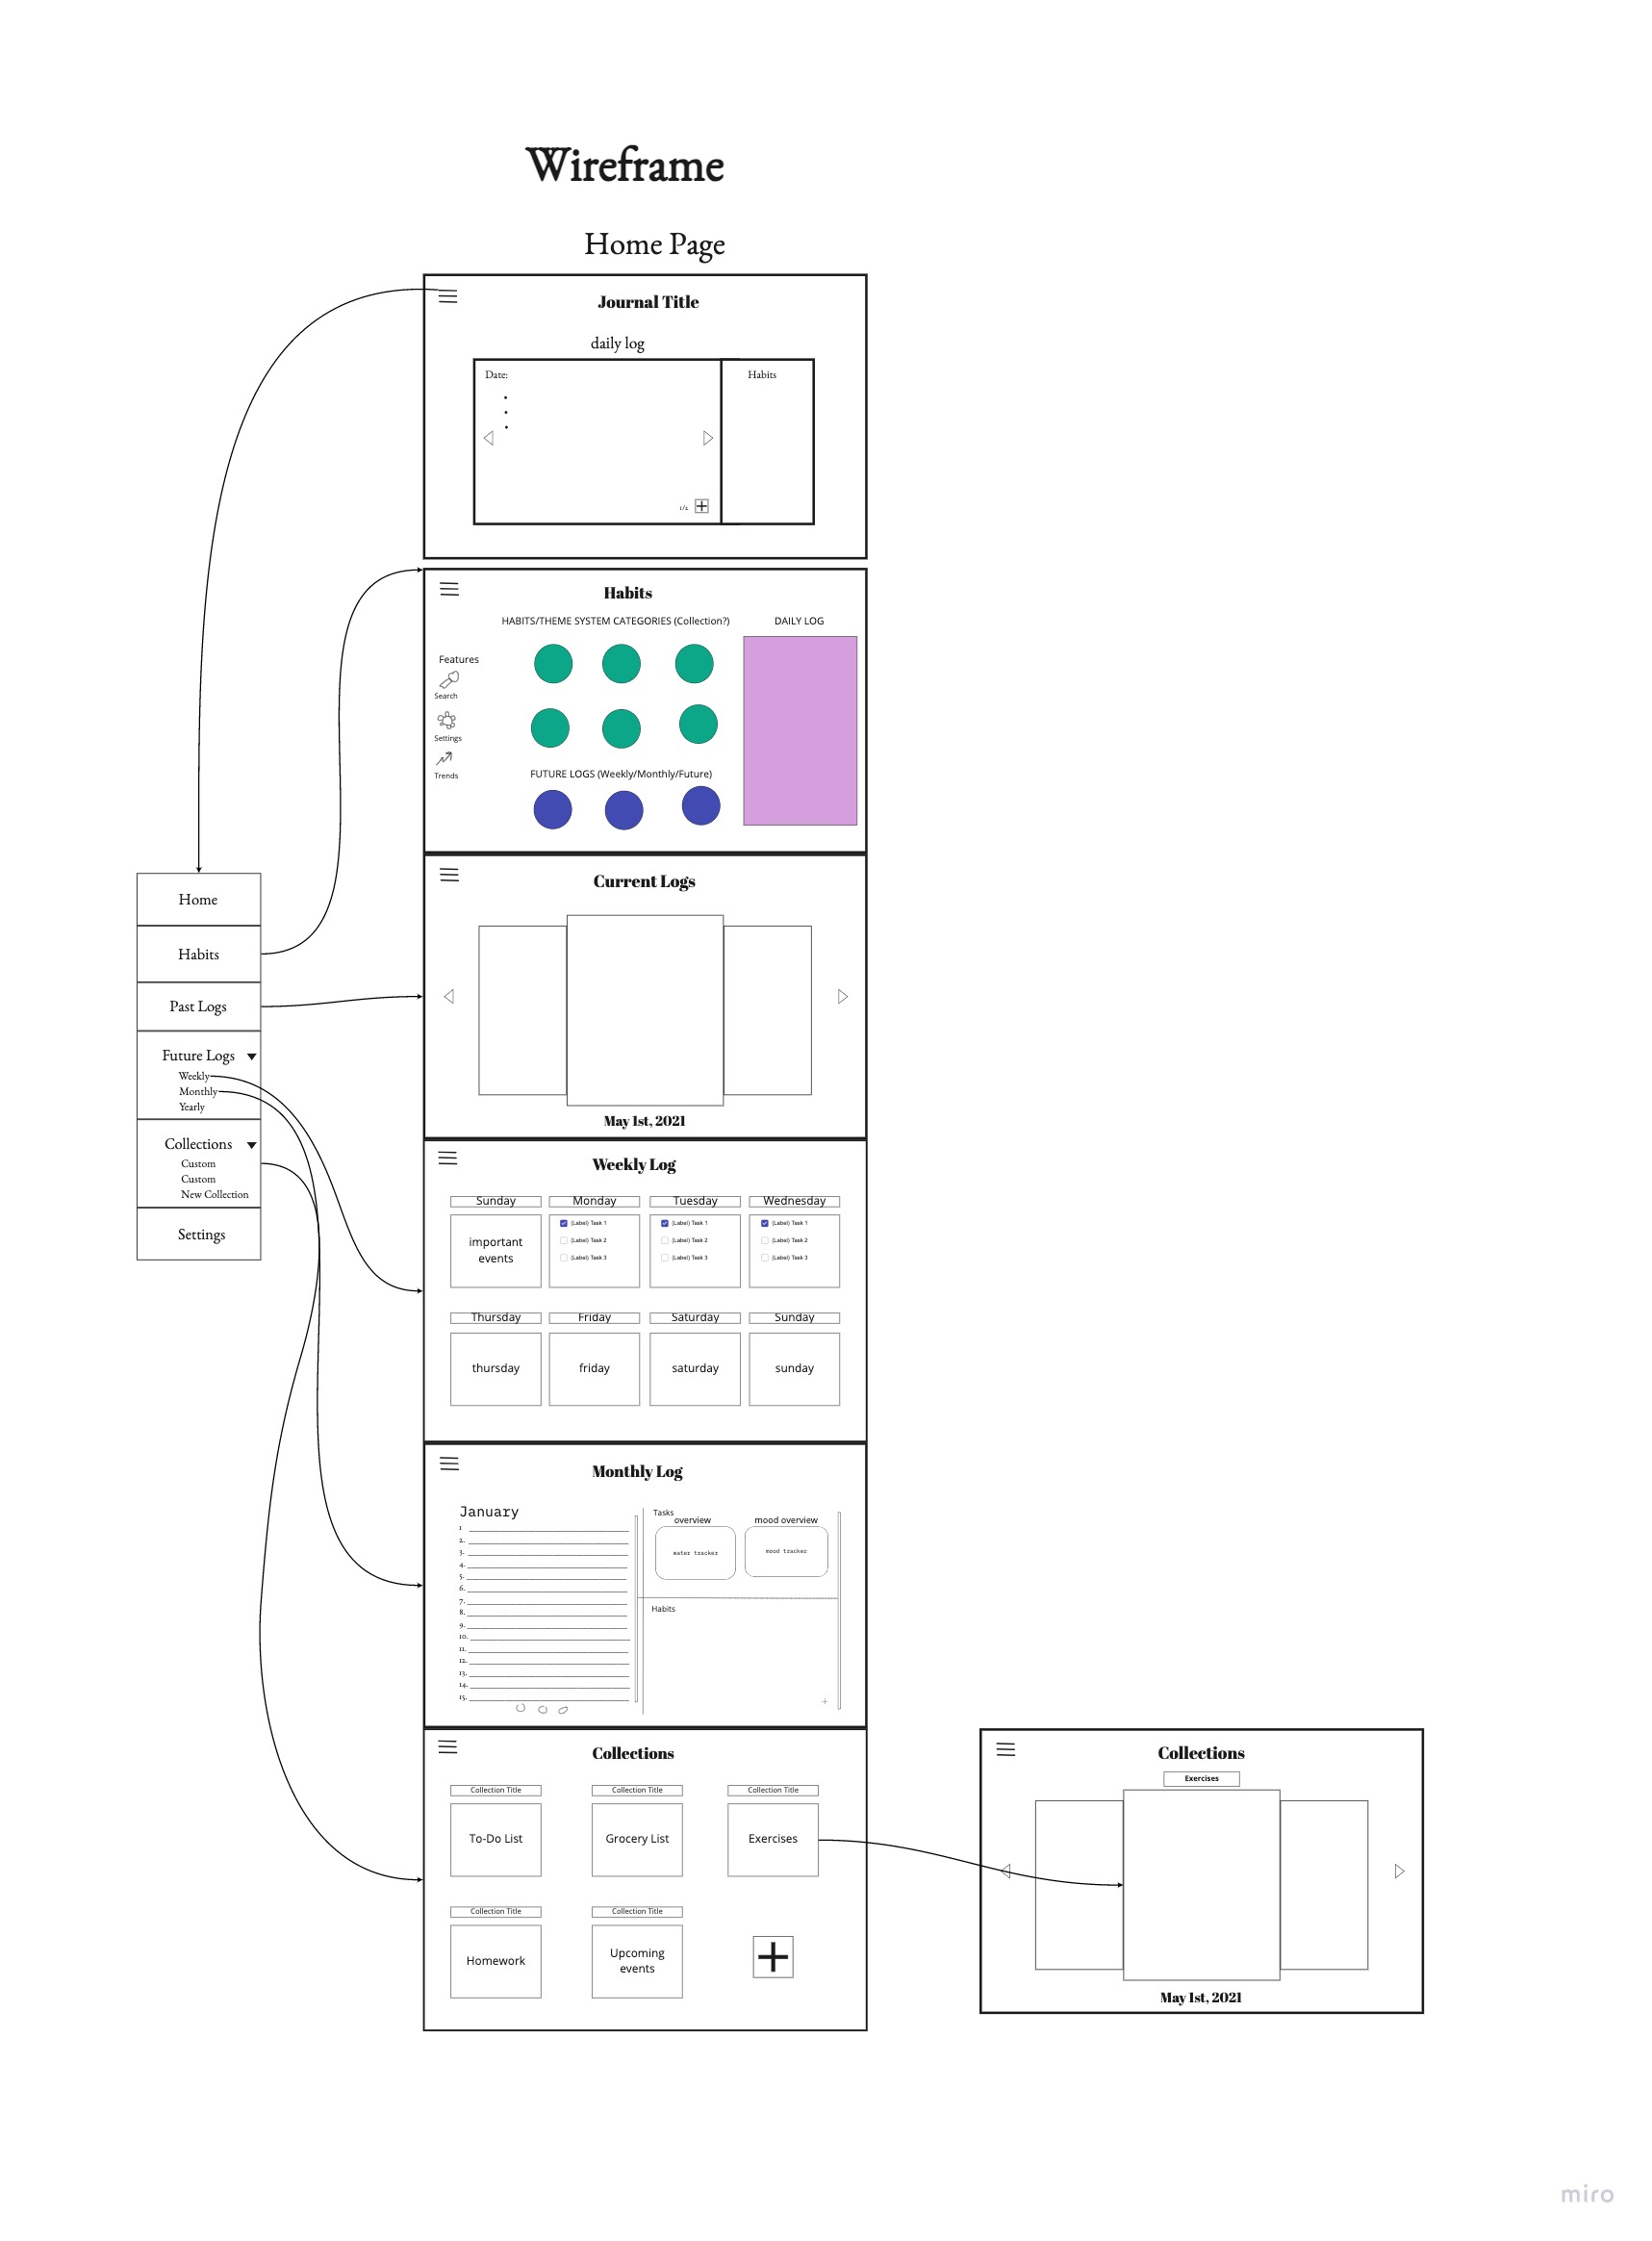 Wireframe
Home Page
Journal Title
daily log
Date:
Habits
1/2
Habits
HABITS/THEME SYSTEM CATEGORIES (Collection?)
DAILY LOG
Features
Search
Settings
Trends
FUTURE LOGS (Weekly/Monthly/Future)
Home
Habits
Past Logs
Future Logs
Weekly
Monthly
Yearly
Collections
Custom
Custom
New Collection
Settings
Current Logs
May 1st, 2021
Weekly Log
Sunday
Monday
Tuesday
Wednesday
important
events
(Label) Task 1
(Label) Task 2
(Label) Task 3
(Label) Task 1
(Label) Task 2
(Label) Task 3
(Label) Task 1
(Label) Task 2
(Label) Task 3
Thursday
Friday
Saturday
Sunday
thursday
friday
saturday
sunday
Monthly Log
January
1
2.
3.
4.
5.
6.
7.
8.
9.
10.
11.
12.
13.
14.
15.
Tasks
overview
mood overview
water tracker
mood tracker
Habits
Collections
Collection Title
Collection Title
Collection Title
To-Do List
Grocery List
Exercises
Collection Title
Collection Title
Homework
Upcoming
events
Collections
Exercises
May 1st, 2021
miro